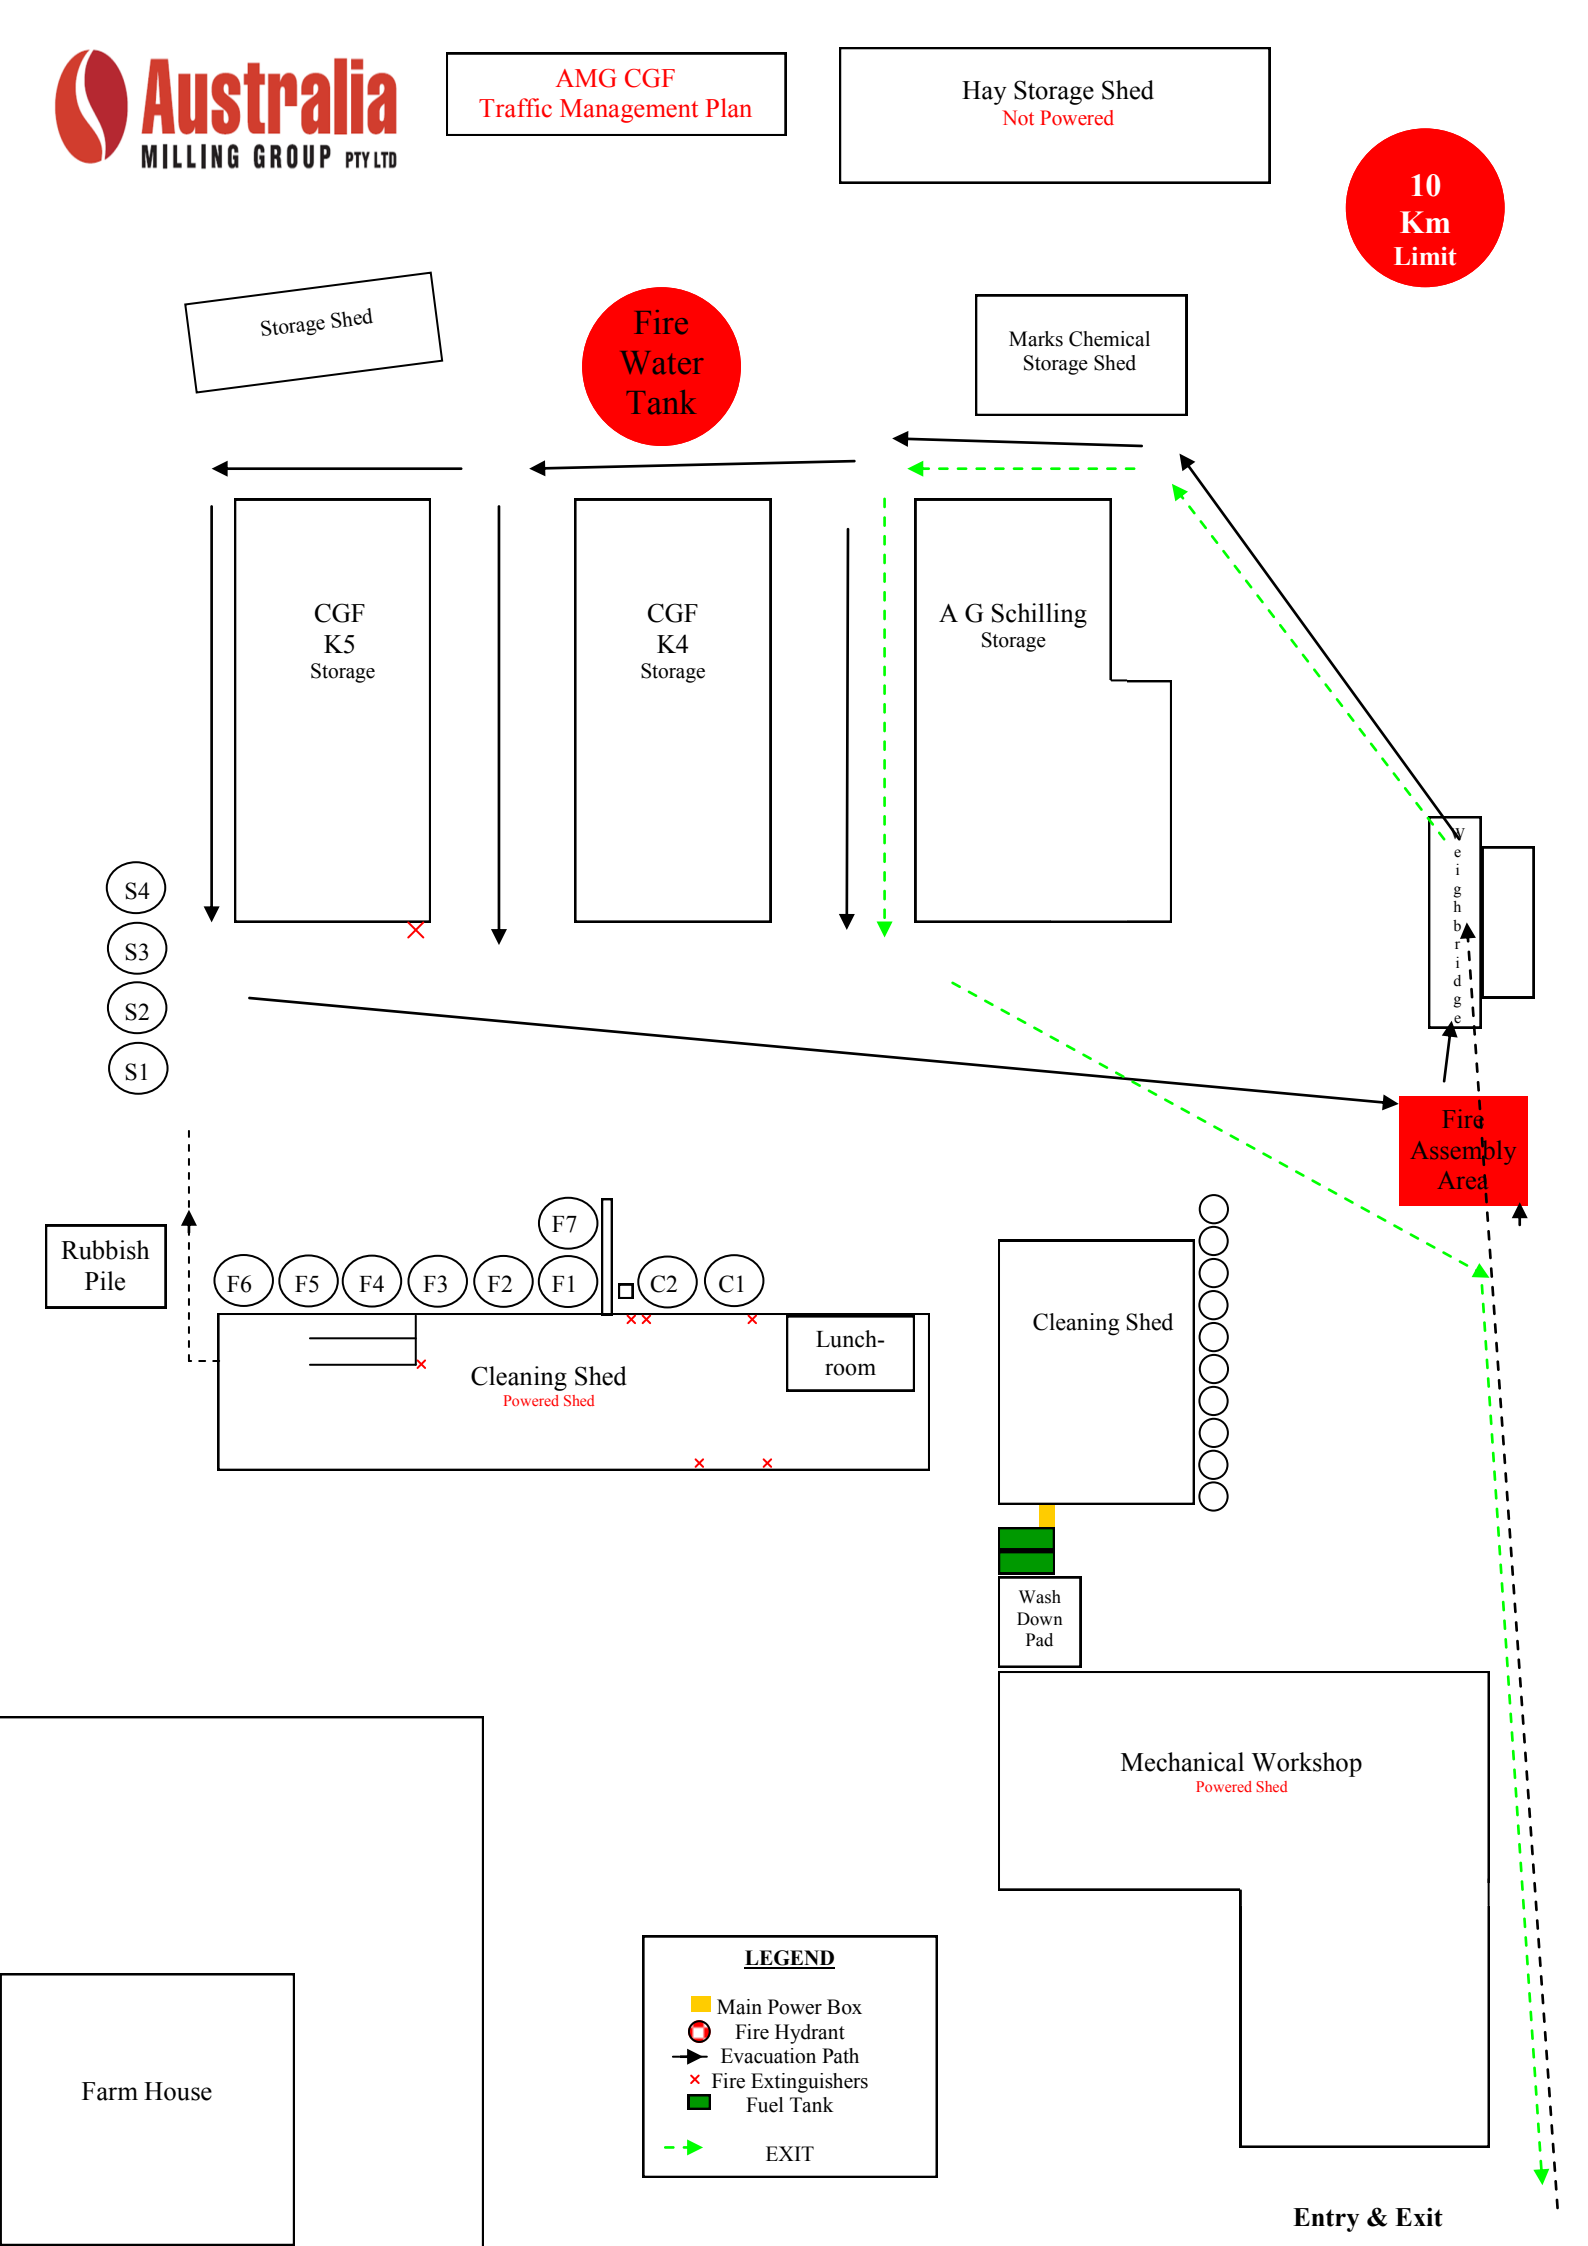 Australia
MILLING GROUP PTY LTD
AMG CGF
Traffic Management Plan
Hay Storage Shed
Not Powered
10
Km
Limit
Storage Shed
Fire
Water
Tank
Marks Chemical
Storage Shed
CGF
K5
Storage
CGF
K4
Storage
A G Schilling
Storage
Weighbridge
S4
S3
S2
S1
Fire
Assembly
Area
Rubbish
Pile
F7
F6
F5
F4
F3
F2
F1
C2
C1
Lunch-
room
Cleaning Shed
Powered Shed
Cleaning Shed
Wash
Down
Pad
Mechanical Workshop
Powered Shed
Farm House
LEGEND
Main Power Box
Fire Hydrant
Evacuation Path
Fire Extinguishers
Fuel Tank
EXIT
Entry & Exit